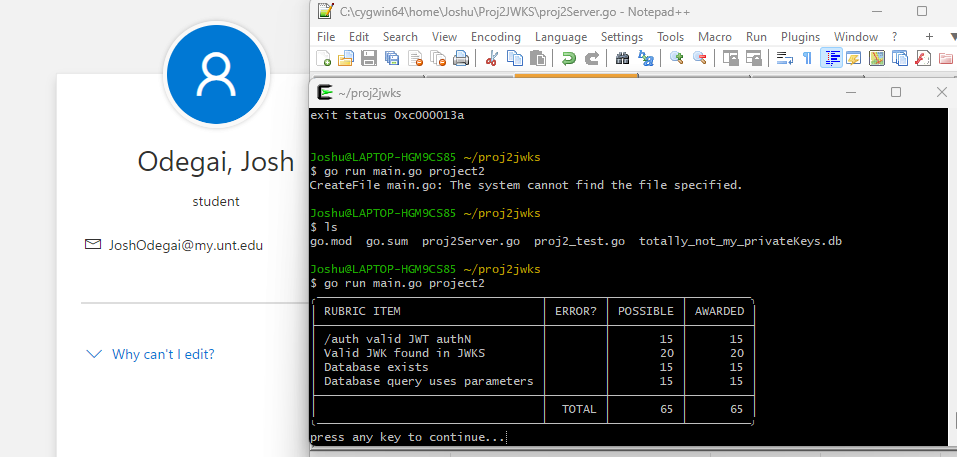 C:\cygwin64\home\Joshu\Proj2JWKS\proj2Server.go - Notepad++
File Edit Search View Encoding Language Settings Tools Macro Run Plugins Window ? +
~/proj2jwks
exit status 0xc000013a
Joshu@LAPTOP-HGM9CS85 ~/proj2jwks
$ go run main.go project2
CreateFile main.go: The system cannot find the file specified.
Joshu@LAPTOP-HGM9CS85 ~/proj2jwks
$ ls
go.mod go.sum proj2Server.go proj2_test.go totally_not_my_privateKeys.db
Joshu@LAPTOP-HGM9CS85 ~/proj2jwks
$ go run main.go project2
RUBRIC ITEM ERROR? POSSIBLE AWARDED
/auth valid JWT authN 15 15
Valid JWK found in JWKS 20 20
Database exists 15 15
Database query uses parameters 15 15
TOTAL 65 65
press any key to continue...
Odegai, Josh
student
JoshOdegai@my.unt.edu
Why can't I edit?